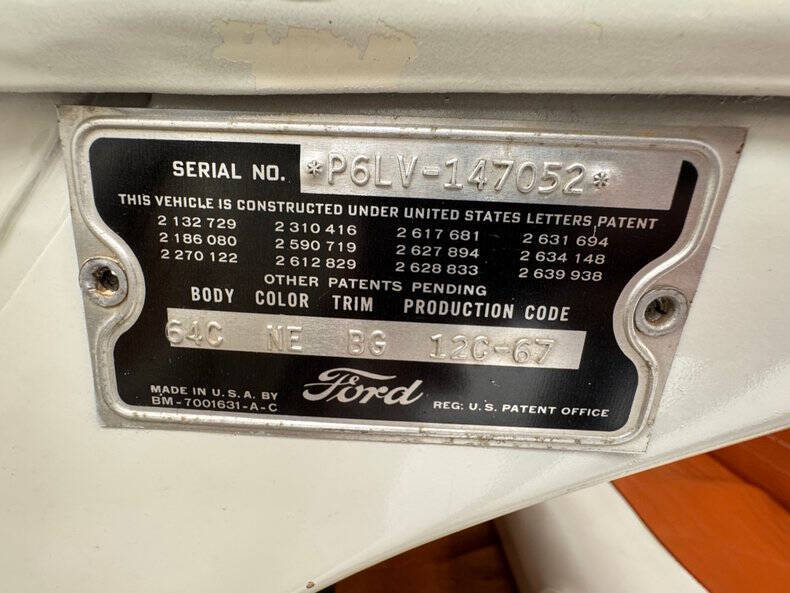 SERIAL NO. *P6LV-147052*
THIS VEHICLE IS CONSTRUCTED UNDER UNITED STATES LETTERS PATENT
2 132 729 2 310 416 2 617 681 2 631 694
2 186 080 2 590 719 2 627 894 2 634 148
2 270 122 2 612 829 2 628 833 2 639 938
OTHER PATENTS PENDING
BODY COLOR TRIM PRODUCTION CODE
64C NE BG 12C-67
MADE IN U.S.A. BY
BM-7001631-A-C
Ford
REG: U.S. PATENT OFFICE